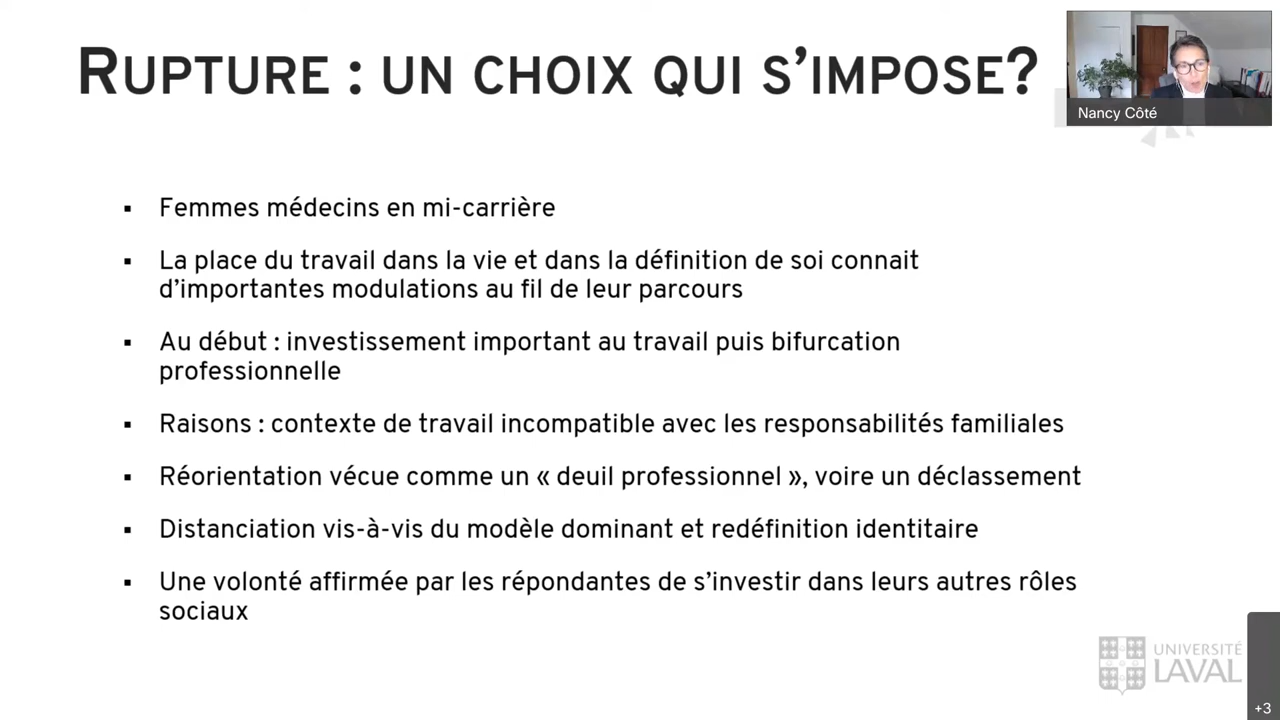 RUPTURE : UN CHOIX QUI S’IMPOSE?
Nancy Côté
▪ Femmes médecins en mi-carrière
▪ La place du travail dans la vie et dans la définition de soi connait
d’importantes modulations au fil de leur parcours
▪ Au début : investissement important au travail puis bifurcation
professionnelle
▪ Raisons : contexte de travail incompatible avec les responsabilités familiales
▪ Réorientation vécue comme un « deuil professionnel », voire un déclassement
▪ Distanciation vis-à-vis du modèle dominant et redéfinition identitaire
▪ Une volonté affirmée par les répondantes de s’investir dans leurs autres rôles
sociaux
UNIVERSITÉ
LAVAL
+3